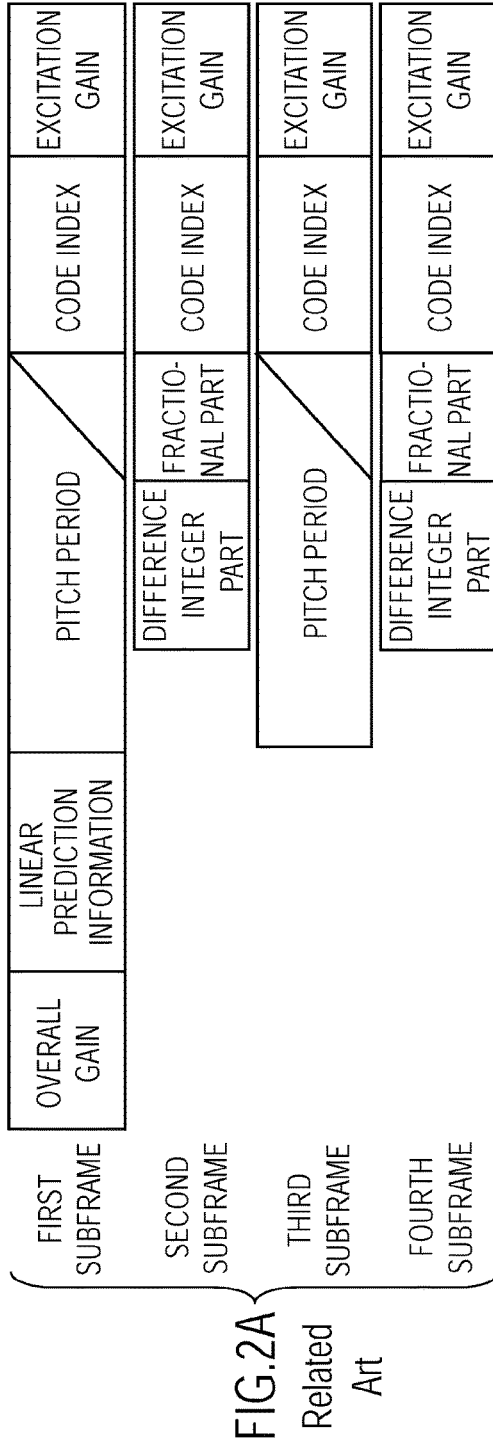 FIG.2A
Related
Art
FIRST
SUBFRAME
OVERALL
GAIN
LINEAR
PREDICTION
INFORMATION
PITCH PERIOD
CODE INDEX
EXCITATION
GAIN
SECOND
SUBFRAME
DIFFERENCE
INTEGER
PART
FRACTIO-
NAL PART
CODE INDEX
EXCITATION
GAIN
THIRD
SUBFRAME
PITCH PERIOD
CODE INDEX
EXCITATION
GAIN
FOURTH
SUBFRAME
DIFFERENCE
INTEGER
PART
FRACTIO-
NAL PART
CODE INDEX
EXCITATION
GAIN